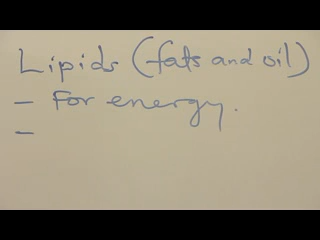 Lipids (fats and oil)
- For energy.
-